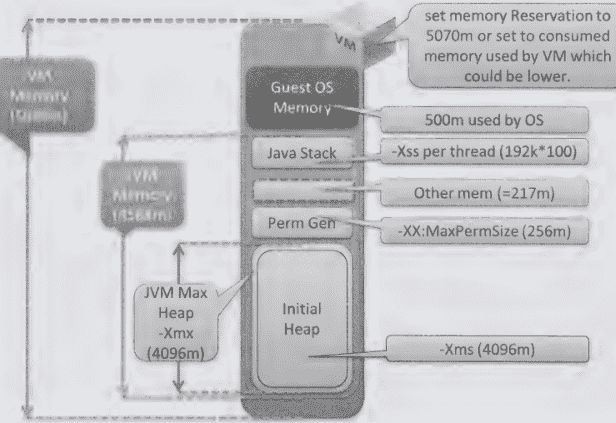 set memory Reservation to
5070m or set to consumed
memory used by VM which
could be lower.
VM
VM
Memory
Guest OS
Memory
500m used by OS
Java Stack
-Xss per thread (192k*100)
JVM
Memory
(4568m)
Other mem (=217m)
Perm Gen
-XX:MaxPermSize (256m)
JVM Max
Heap
-Xmx
(4096m)
Initial
Heap
-Xms (4096m)